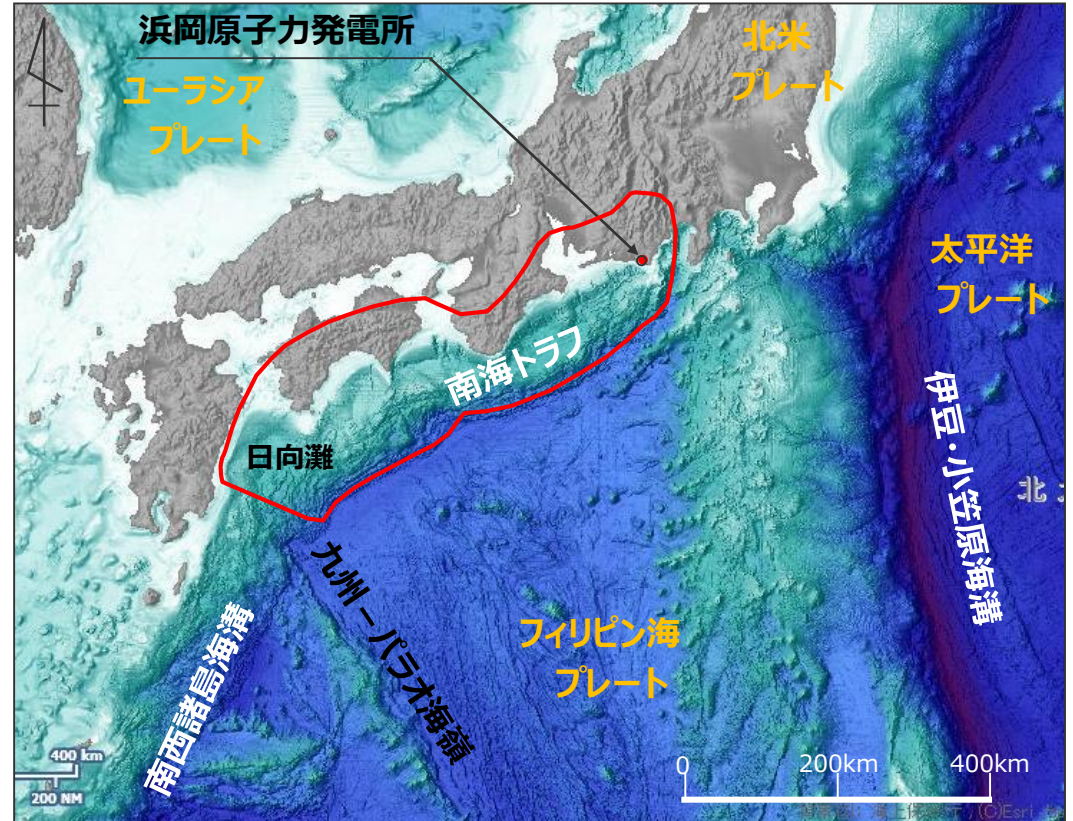 浜岡原子力発電所
ユーラシア
プレート
北米
プレート
太平洋
プレート
南海トラフ
日向灘
伊豆・小笠原海溝
北
九州－パラオ海嶺
フィリピン海
プレート
南西諸島海溝
400 km
200 NM
0 200km 400km
(C)Esri